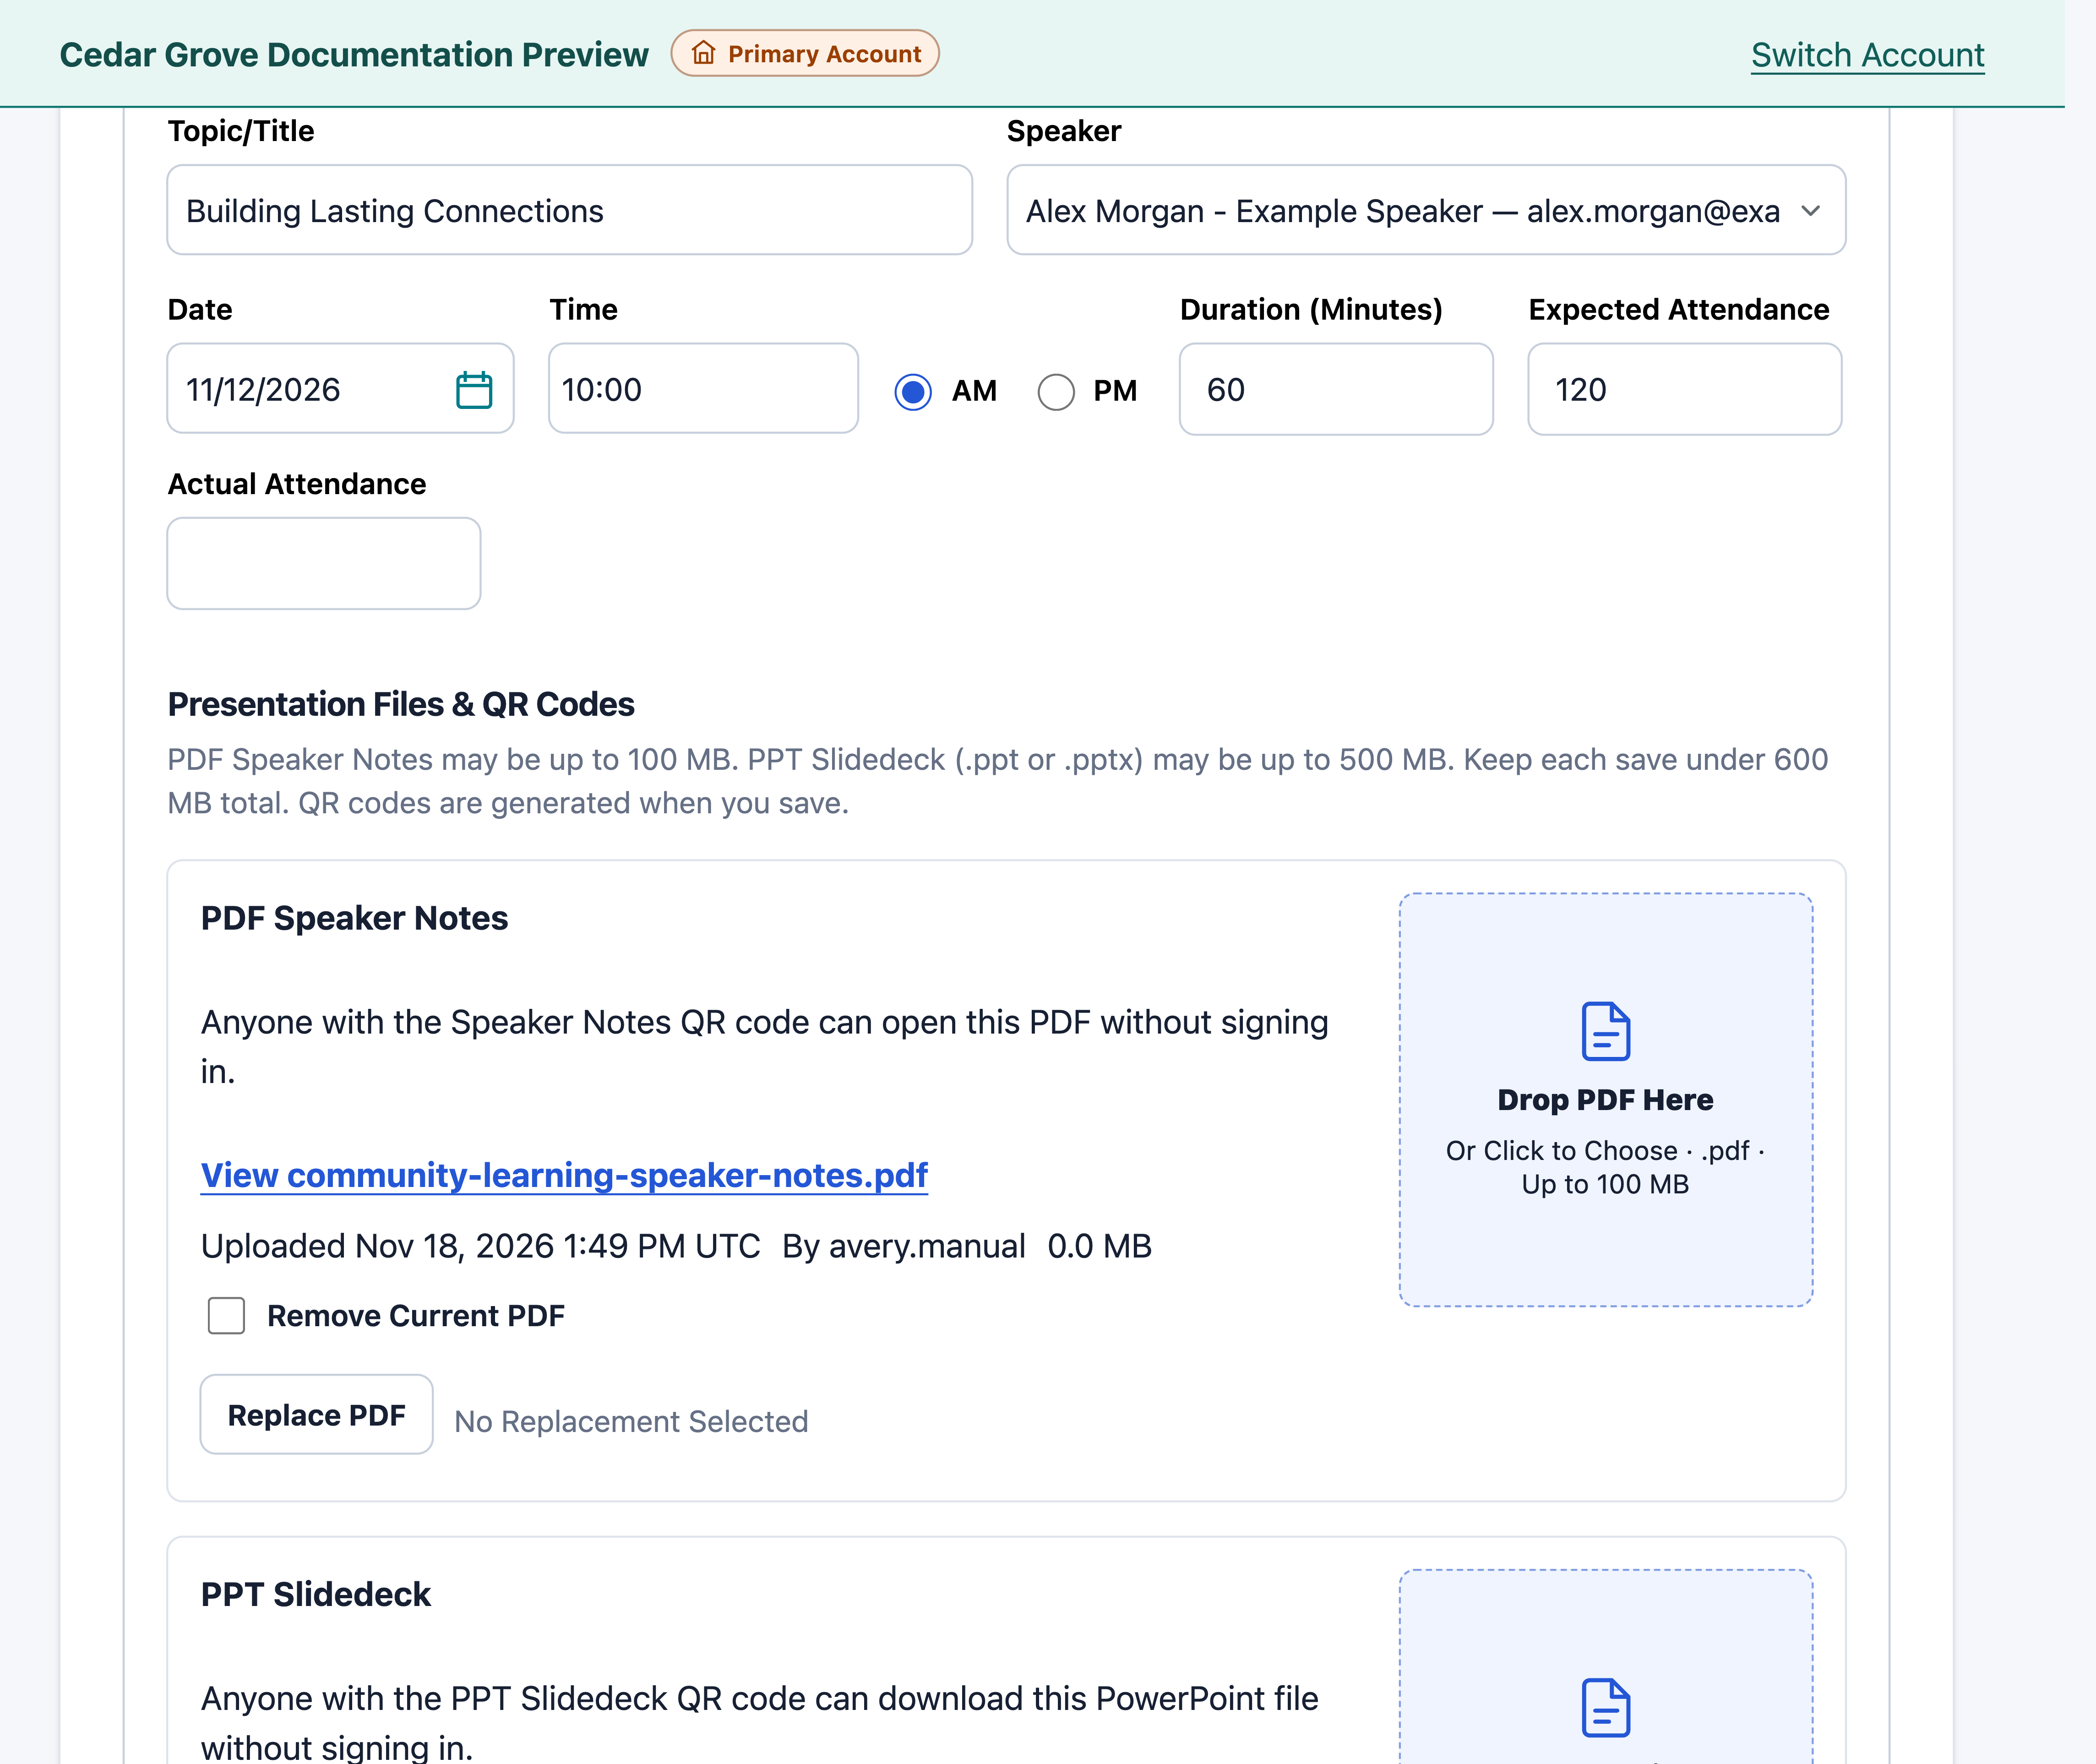 Cedar Grove Documentation Preview
Primary Account
Switch Account
Topic/Title
Speaker
Building Lasting Connections
Alex Morgan - Example Speaker — alex.morgan@exa
Date
Time
Duration (Minutes)
Expected Attendance
11/12/2026
10:00
AM
PM
60
120
Actual Attendance
Presentation Files & QR Codes
PDF Speaker Notes may be up to 100 MB. PPT Slidedeck (.ppt or .pptx) may be up to 500 MB. Keep each save under 600
MB total. QR codes are generated when you save.
PDF Speaker Notes
Anyone with the Speaker Notes QR code can open this PDF without signing
in.
View community-learning-speaker-notes.pdf
Uploaded Nov 18, 2026 1:49 PM UTC By avery.manual 0.0 MB
Remove Current PDF
Replace PDF
No Replacement Selected
Drop PDF Here
Or Click to Choose · .pdf ·
Up to 100 MB
PPT Slidedeck
Anyone with the PPT Slidedeck QR code can download this PowerPoint file
without signing in.